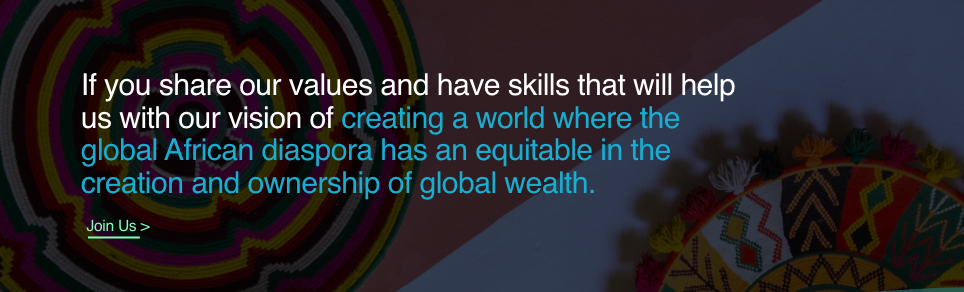 If you share our values and have skills that will help
us with our vision of creating a world where the
global African diaspora has an equitable in the
creation and ownership of global wealth.
Join Us >